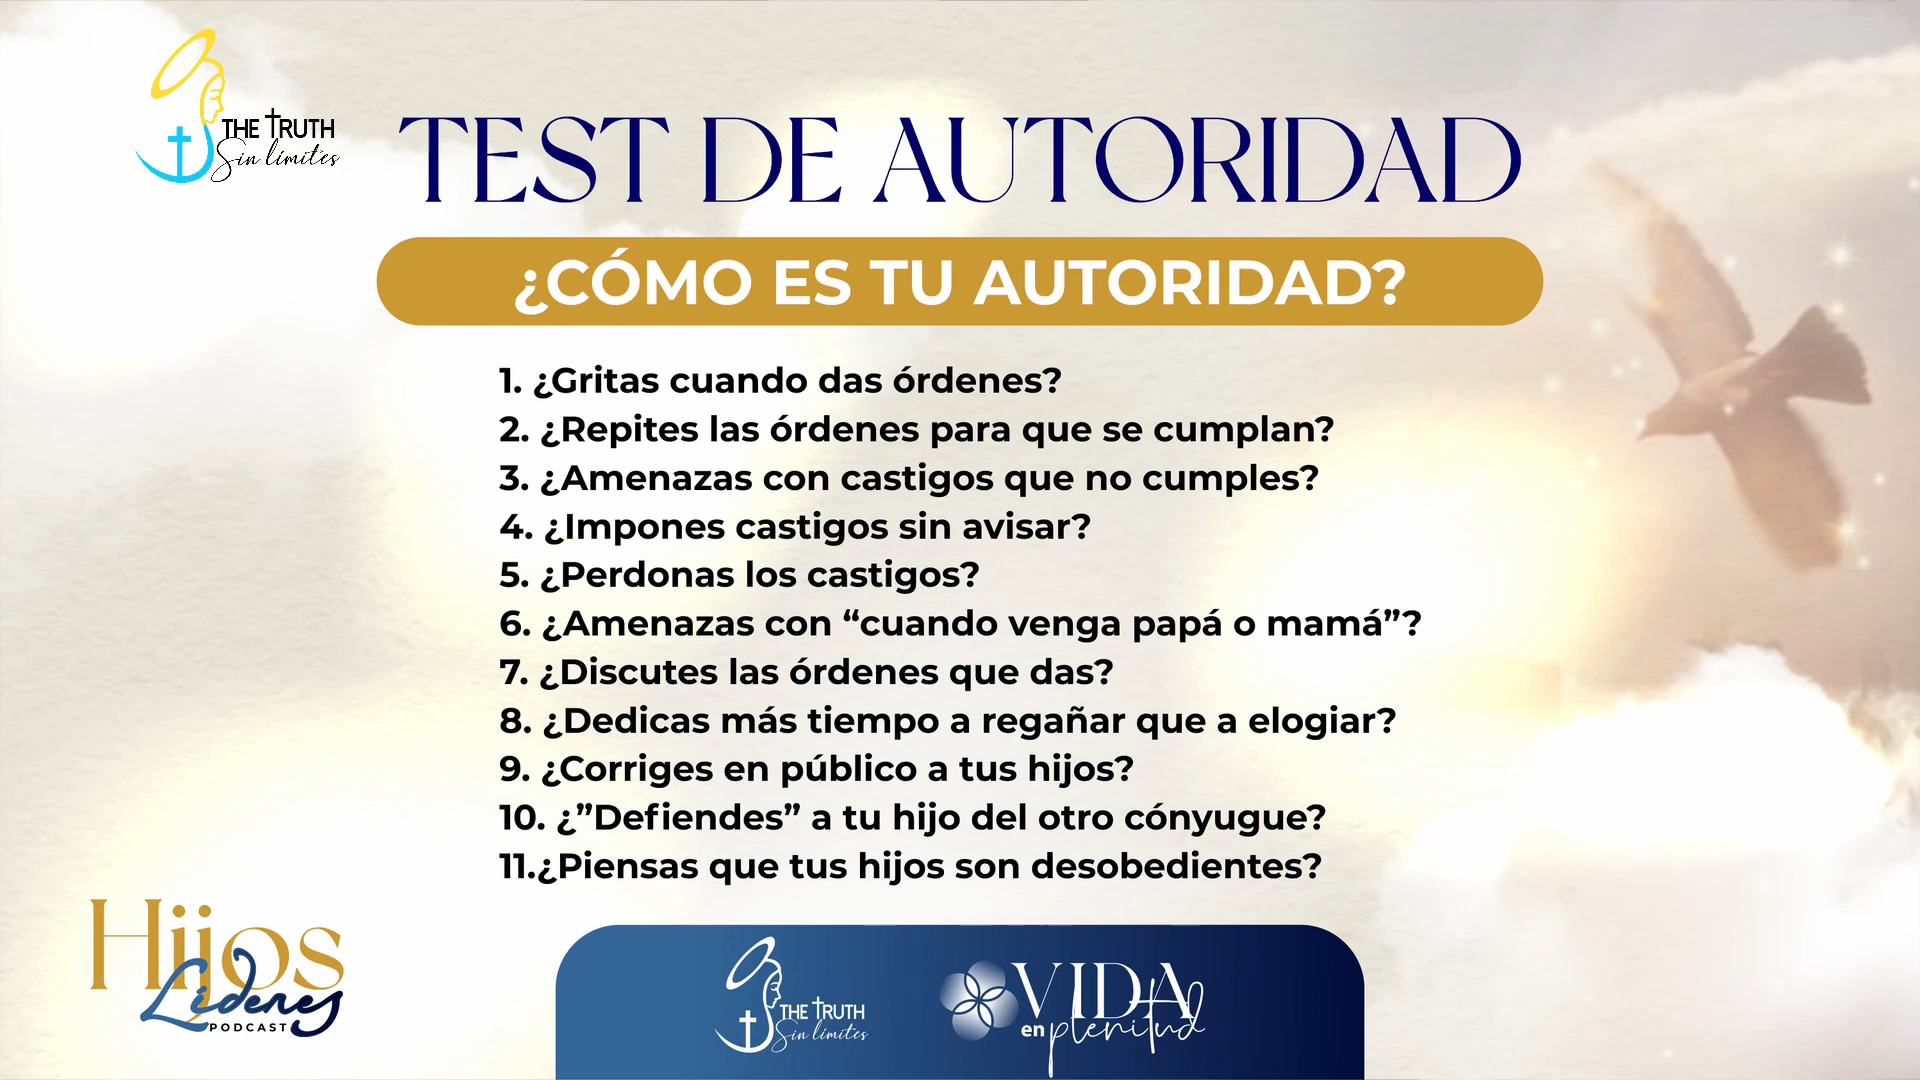 THE TRUTH
Sin límites
TEST DE AUTORIDAD
¿CÓMO ES TU AUTORIDAD?
1. ¿Gritas cuando das órdenes?
2. ¿Repites las órdenes para que se cumplan?
3. ¿Amenazas con castigos que no cumples?
4. ¿Impones castigos sin avisar?
5. ¿Perdonas los castigos?
6. ¿Amenazas con “cuando venga papá o mamá”?
7. ¿Discutes las órdenes que das?
8. ¿Dedicas más tiempo a regañar que a elogiar?
9. ¿Corriges en público a tus hijos?
10. ¿”Defiendes” a tu hijo del otro cónyugue?
11.¿Piensas que tus hijos son desobedientes?
Hijos
Líderes
PODCAST
THE TRUTH
Sin límites
VIDA
en plenitud